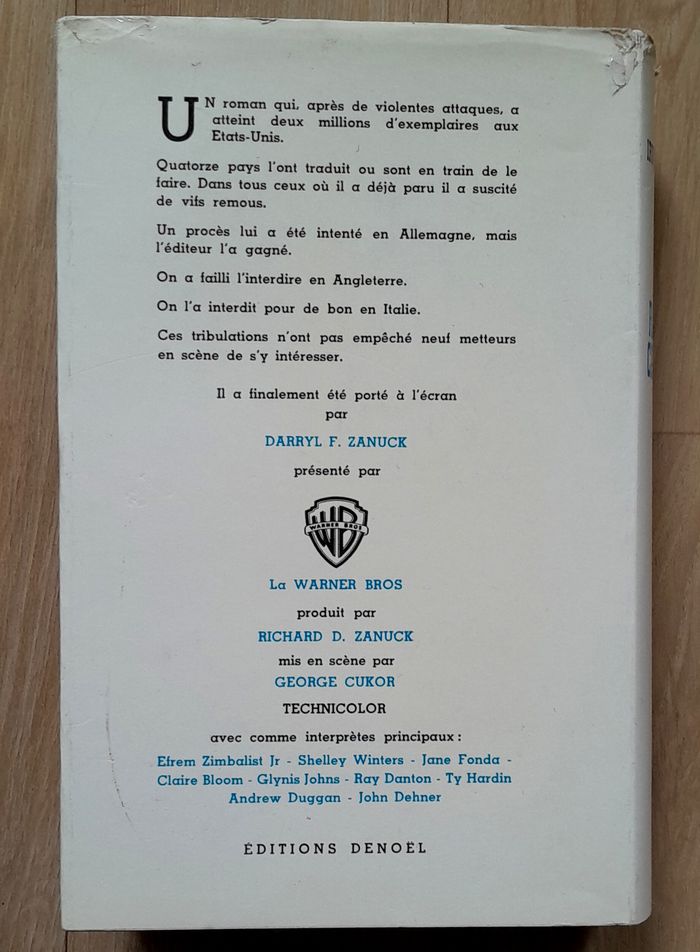 UN roman qui, après de violentes attaques, a
atteint deux millions d'exemplaires aux
Etats-Unis.
Quatorze pays l'ont traduit ou sont en train de le
faire. Dans tous ceux où il a déjà paru il a suscité
de vifs remous.
Un procès lui a été intenté en Allemagne, mais
l'éditeur l'a gagné.
On a failli l'interdire en Angleterre.
On l'a interdit pour de bon en Italie.
Ces tribulations n'ont pas empêché neuf metteurs
en scène de s'y intéresser.
Il a finalement été porté à l'écran
par
DARRYL F. ZANUCK
présenté par
WB
WARNER BROS
La WARNER BROS
produit par
RICHARD D. ZANUCK
mis en scène par
GEORGE CUKOR
TECHNICOLOR
avec comme interprètes principaux :
Efrem Zimbalist Jr - Shelley Winters - Jane Fonda -
Claire Bloom - Glynis Johns - Ray Danton - Ty Hardin
Andrew Duggan - John Dehner
ÉDITIONS DENOËL